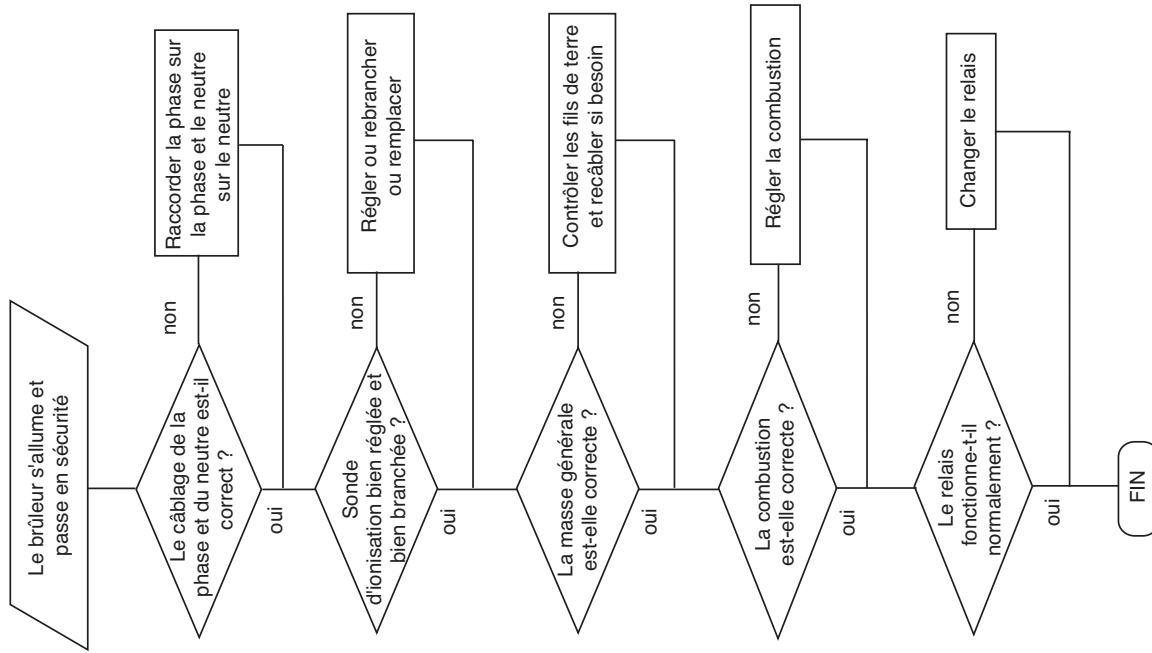 Le brûleur s'allume et
passe en sécurité
Le câblage de la
phase et du neutre est-il
correct ?
non
Raccorder la phase sur
la phase et le neutre
sur le neutre
oui
Sonde
d'ionisation bien réglée et
bien branchée ?
non
Régler ou rebrancher
ou remplacer
oui
La masse générale
est-elle correcte ?
non
Contrôler les fils de terre
et recâbler si besoin
oui
La combustion
est-elle correcte ?
non
Régler la combustion
oui
Le relais
fonctionne-t-il
normalement ?
non
Changer le relais
oui
FIN